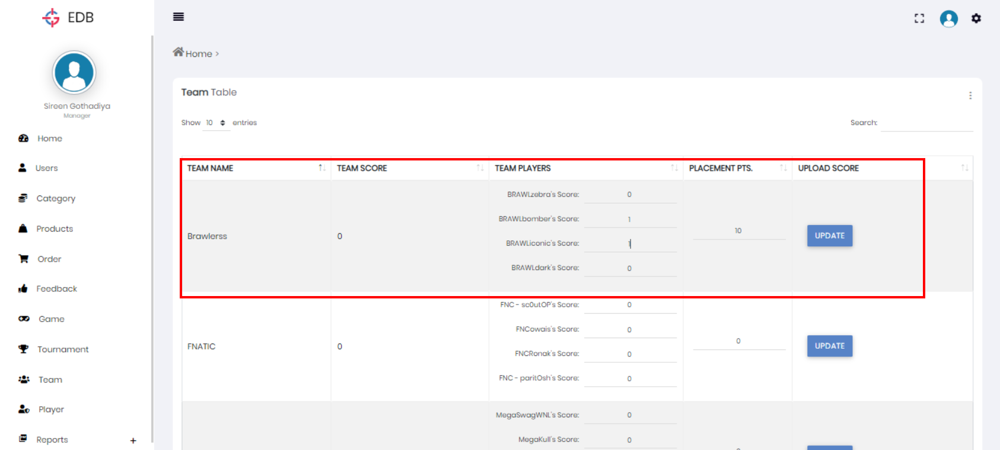 EDB
Sireen Gothadiya
Manager
Home
Users
Category
Products
Order
Feedback
Game
Tournament
Team
Player
Reports +
Home >
Team Table
Show 10 entries
Search:
TEAM NAME TEAM SCORE TEAM PLAYERS PLACEMENT PTS. UPLOAD SCORE
BRAWLzebra's Score: 0
BRAWLbomber's Score: 1
Brawlerss 0 10 UPDATE
BRAWLiconic's Score: 1
BRAWLdark's Score: 0
FNC - sc0utOP's Score: 0
FNCowais's Score: 0
FNATIC 0 0 UPDATE
FNCRonak's Score: 0
FNC - paritOsh's Score: 0
MegaSwagWNL's Score: 0
MegaKull's Score: 0